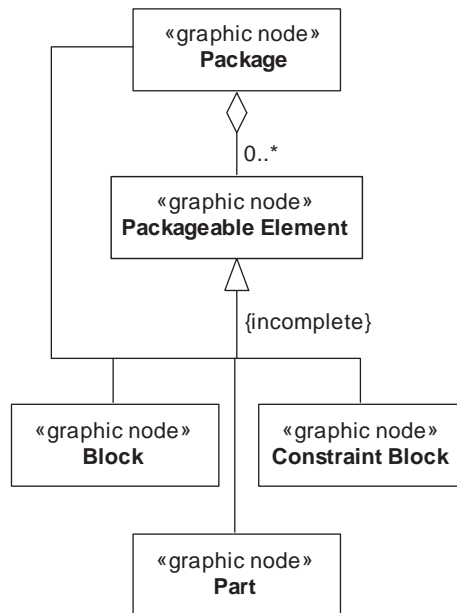 «graphic node»
Package
0..*
«graphic node»
Packageable Element
{incomplete}
«graphic node»
Block
«graphic node»
Constraint Block
«graphic node»
Part